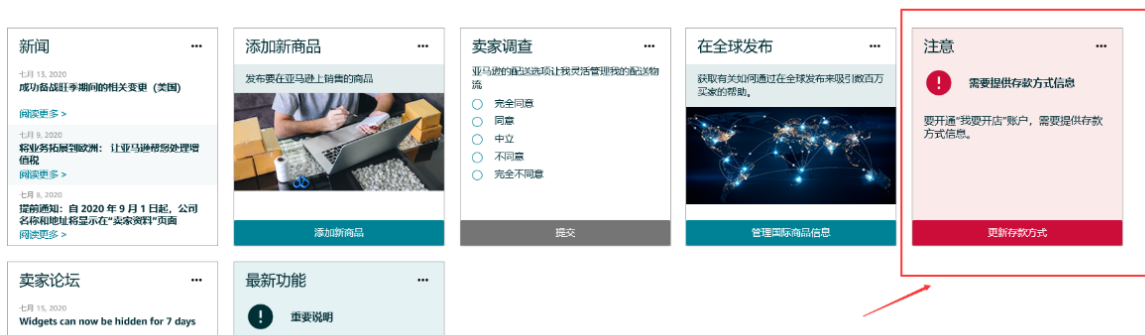 新闻
七月 13, 2020
成功备战旺季期间的相关变更（美国）
阅读更多 >
七月 9, 2020
将业务拓展到欧洲： 让亚马逊帮您处理增
值税
阅读更多 >
七月 8, 2020
提前通知：自 2020 年 9 月 1 日起，公司
名称和地址将显示在“卖家资料”页面
阅读更多 >
添加新商品
发布要在亚马逊上销售的商品
添加新商品
卖家调查
亚马逊的配送选项让我灵活管理我的配送物
流
完全同意
同意
中立
不同意
完全不同意
提交
在全球发布
获取有关如何通过在全球发布来吸引数百万
买家的帮助。
管理国际商品信息
注意
需要提供存款方式信息
要开通“我要开店”账户，需要提供存款
方式信息。
更新存款方式
卖家论坛
七月 15, 2020
Widgets can now be hidden for 7 days
最新功能
重要说明